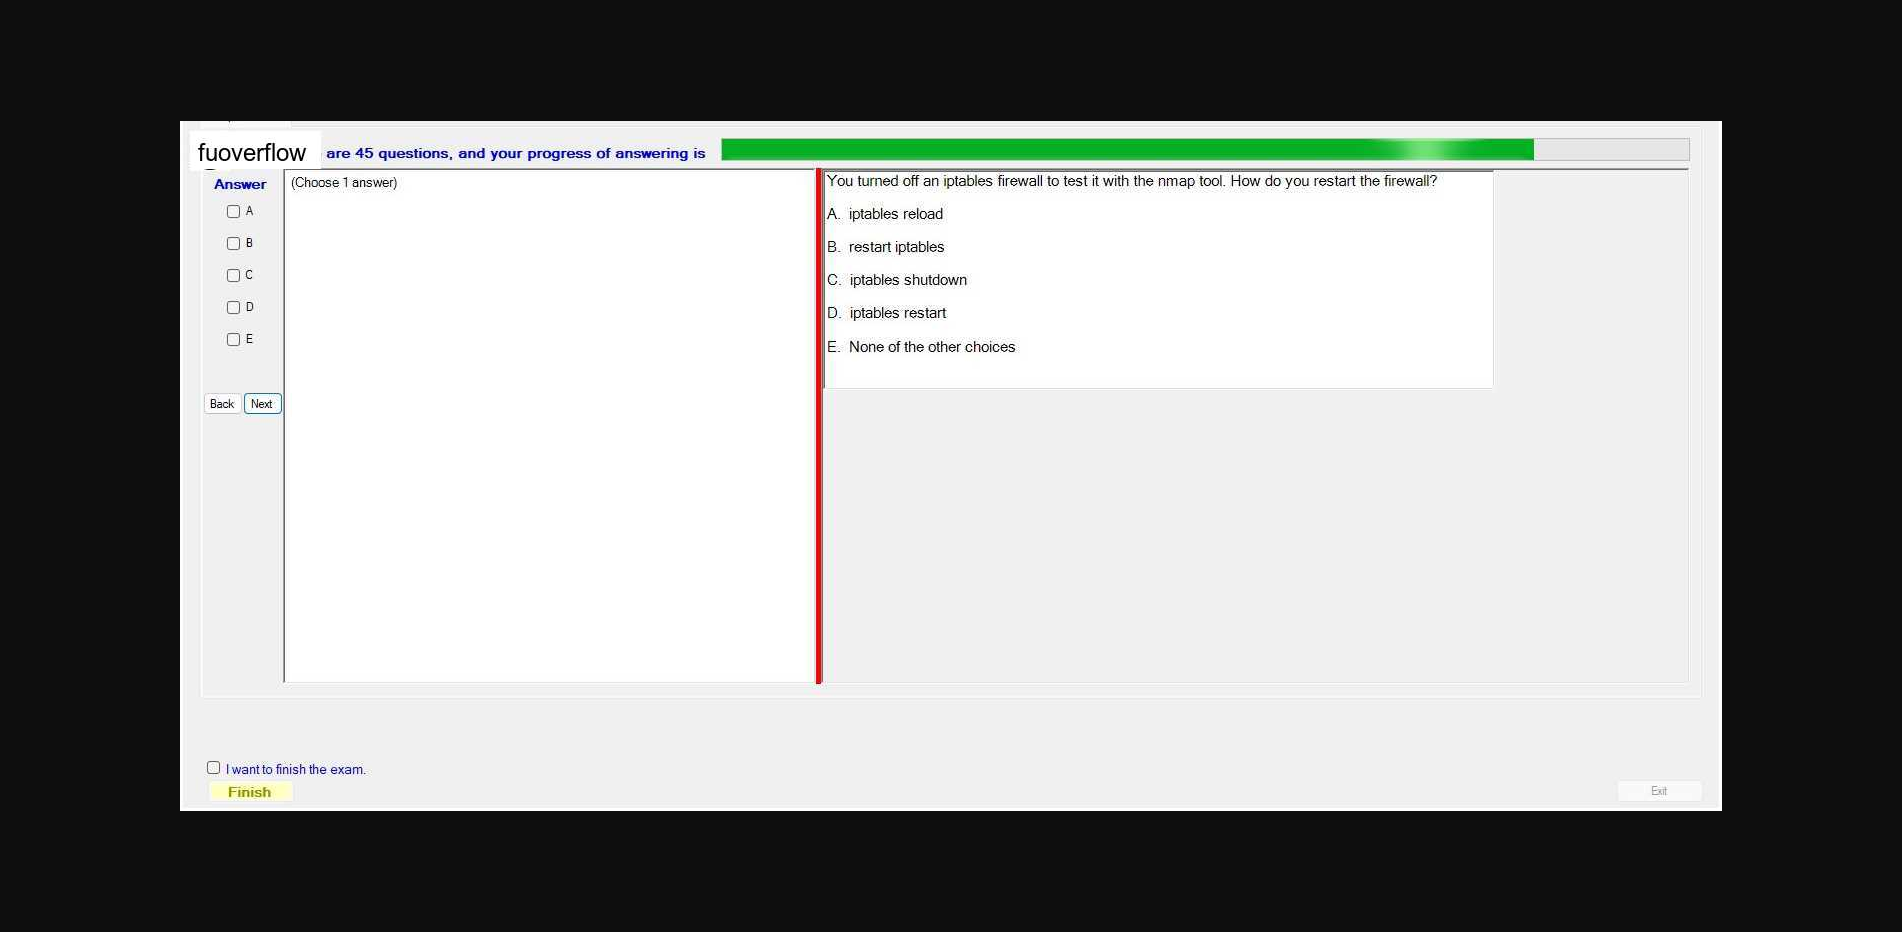 fuoverflow are 45 questions, and your progress of answering is
Answer
(Choose 1 answer)
A
B
C
D
E
Back Next
You turned off an iptables firewall to test it with the nmap tool. How do you restart the firewall?
A. iptables reload
B. restart iptables
C. iptables shutdown
D. iptables restart
E. None of the other choices
I want to finish the exam.
Finish
Exit